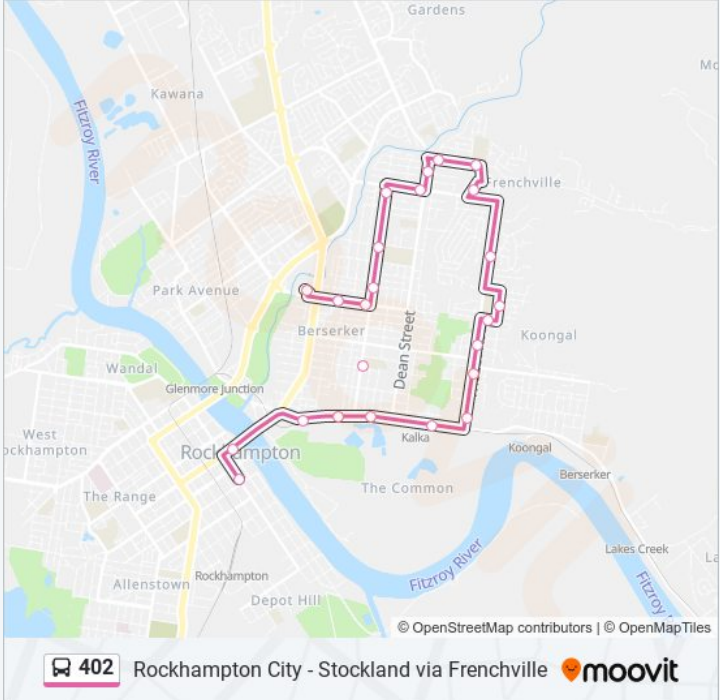 Gardens
Mo
Kawana
Fitzroy River
Frenchville
Park Avenue
Berserker
Dean Street
Koongal
Wandal
Glenmore Junction
West
ockhampton
Rockhampton
Kalka
Koongal
Berserker
The Range
The Common
Lakes Creek
La
Fitzroy River
Fitzroy
Rockhampton
Allenstown
Depot Hill
© OpenStreetMap contributors | © OpenMapTiles
402 Rockhampton City - Stockland via Frenchville moovit